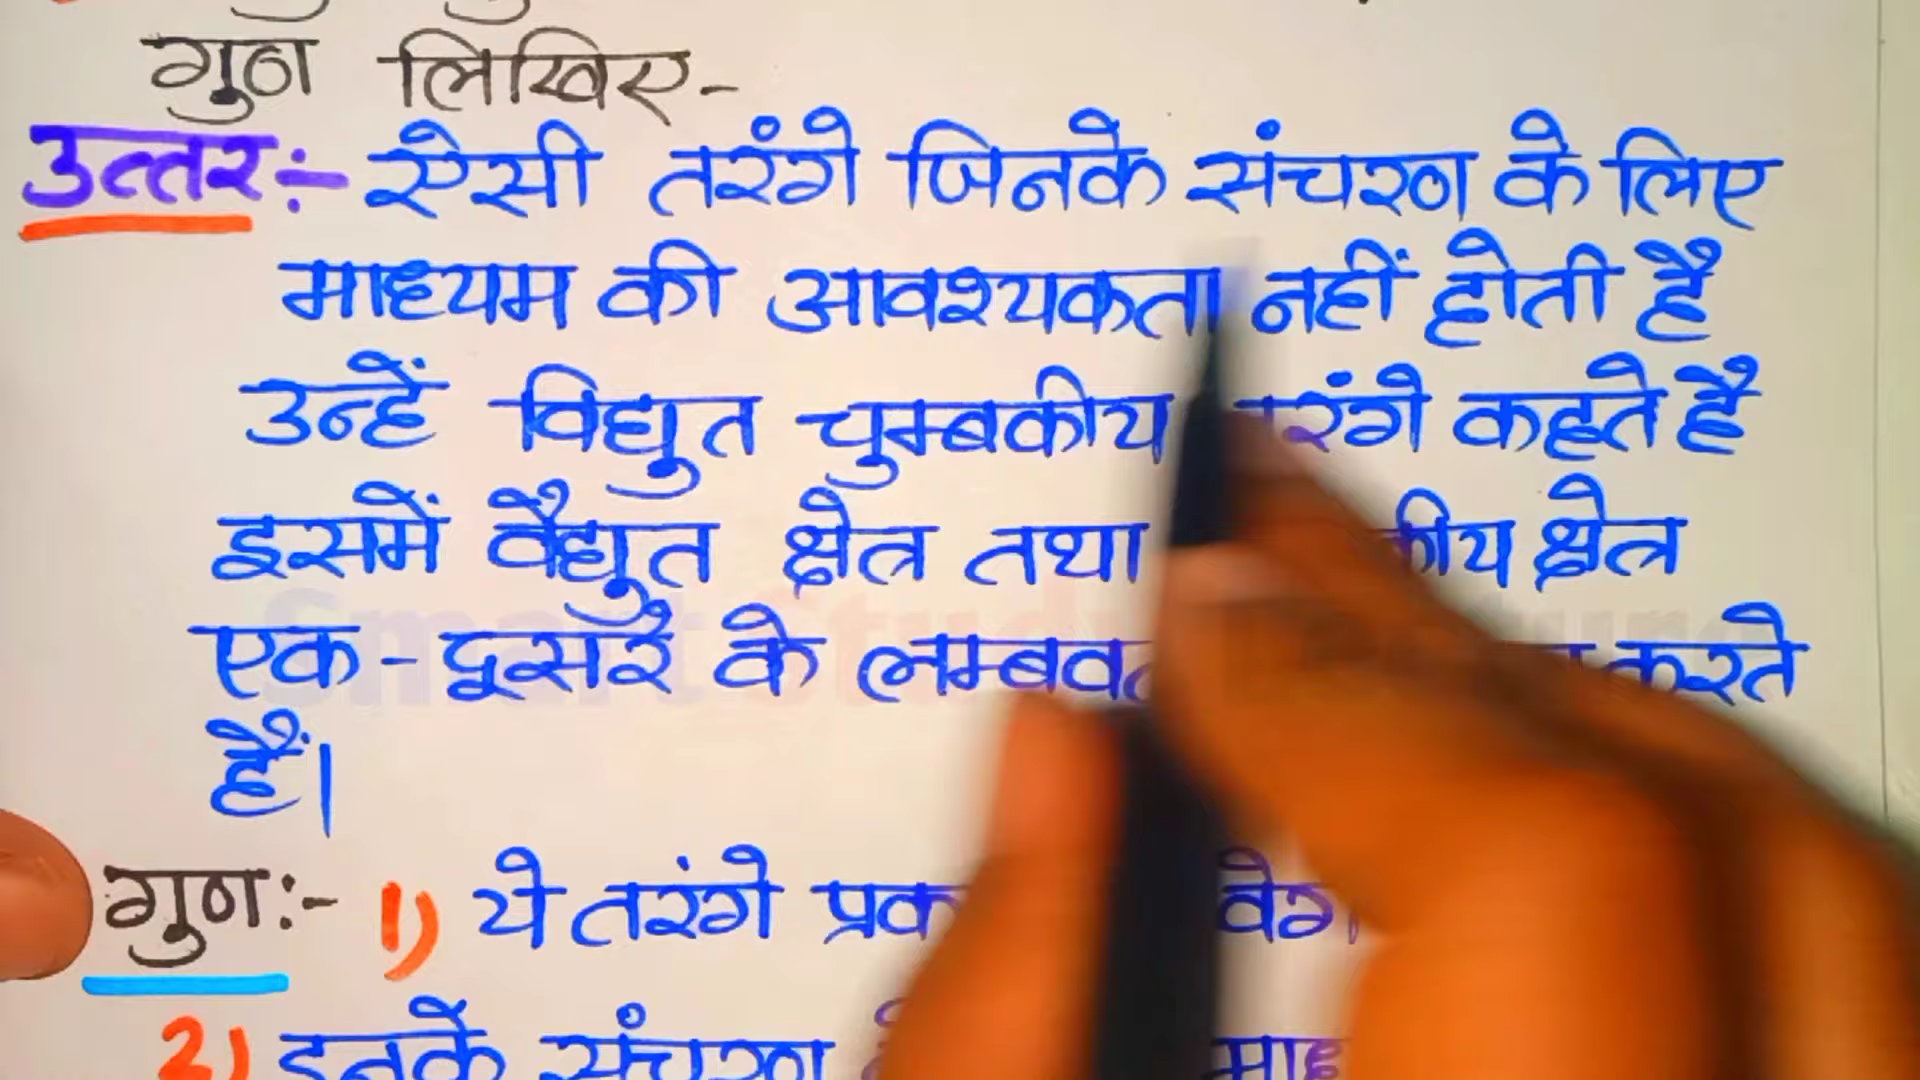 गुण लिखिए-
उत्तर:- ऐसी तरंगे जिनके संचरण के लिए
माध्यम की आवश्यकता नहीं होती है
उन्हें विद्युत चुम्बकीय तरंगे कहते है
इसमें वैद्युत क्षेत्र तथा क्षेत्र
एक-दूसरे के लम्बवत करते
हैं।
गुण:- 1) ये तरंगे वेग
2) इनके संचरण